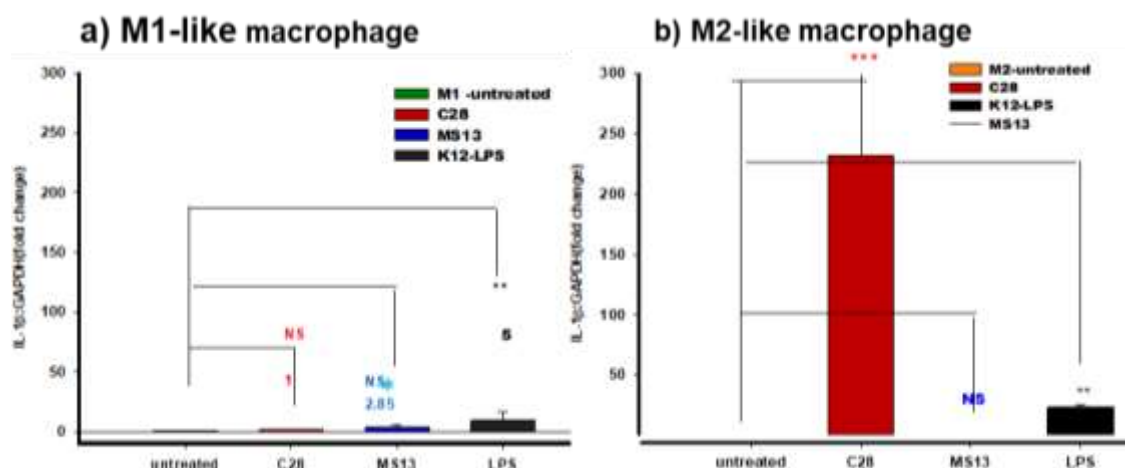 a) M1-like macrophage
300
250
200
150
100
50
0
IL-1β:GAPDH(fold change)
M1 -untreated
C28
MS13
K12-LPS
**
5
NS
1
NS
2.85
untreated
C28
MS13
LPS
b) M2-like macrophage
300
250
200
150
100
50
IL-1β:GAPDH(fold change)
***
M2-untreated
C28
K12-LPS
MS13
NS
**
untreated
C28
MS13
LPS